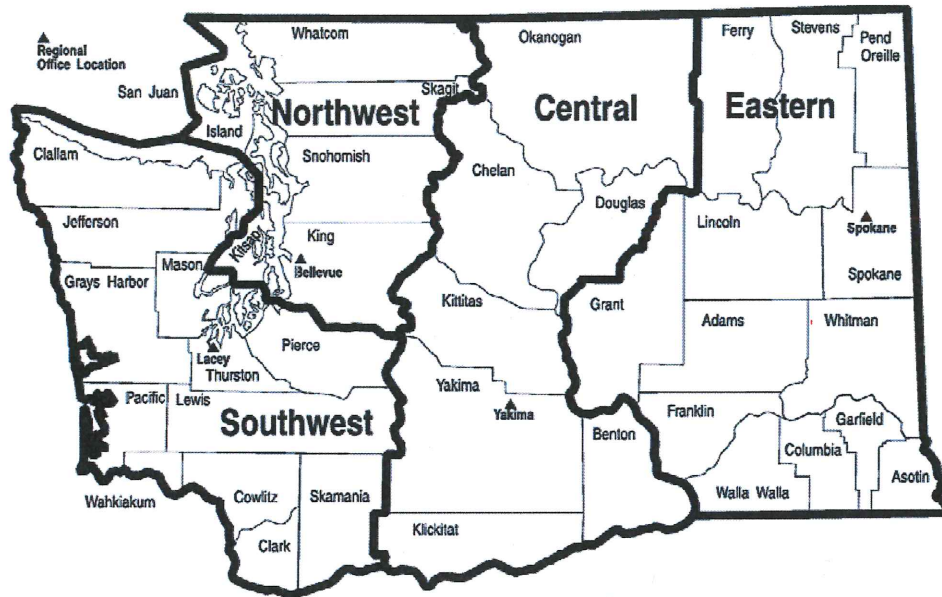 ▲
Regional
Office Location
Whatcom
Okanogan
Ferry
Stevens
Pend
Oreille
San Juan
Skagit
Northwest
Central
Eastern
Island
Clallam
Snohomish
Chelan
Douglas
Lincoln
Jefferson
King
Kitsap
▲
Bellevue
▲
Spokane
Spokane
Mason
Grays Harbor
Kittitas
Grant
Adams
Whitman
Pierce
▲
Lacey
Thurston
Yakima
▲
Yakima
Pacific
Lewis
Southwest
Benton
Franklin
Garfield
Columbia
Asotin
Walla Walla
Wahkiakum
Cowlitz
Skamania
Clark
Klickitat